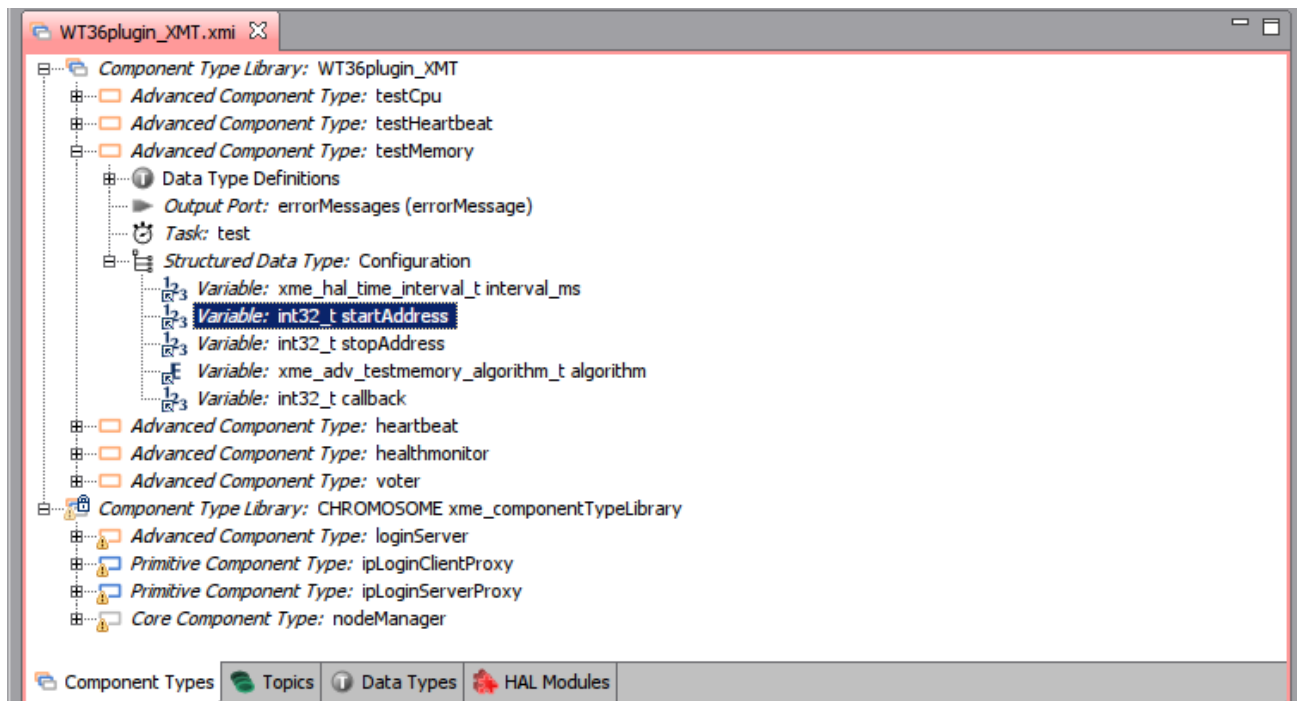 WT36plugin_XMT.xmi
Component Type Library: WT36plugin_XMT
Advanced Component Type: testCpu
Advanced Component Type: testHeartbeat
Advanced Component Type: testMemory
Data Type Definitions
Output Port: errorMessages (errorMessage)
Task: test
Structured Data Type: Configuration
Variable: xme_hal_time_interval_t interval_ms
Variable: int32_t startAddress
Variable: int32_t stopAddress
Variable: xme_adv_testmemory_algorithm_t algorithm
Variable: int32_t callback
Advanced Component Type: heartbeat
Advanced Component Type: healthmonitor
Advanced Component Type: voter
Component Type Library: CHROMOSOME xme_componentTypeLibrary
Advanced Component Type: loginServer
Primitive Component Type: ipLoginClientProxy
Primitive Component Type: ipLoginServerProxy
Core Component Type: nodeManager
Component Types Topics Data Types HAL Modules